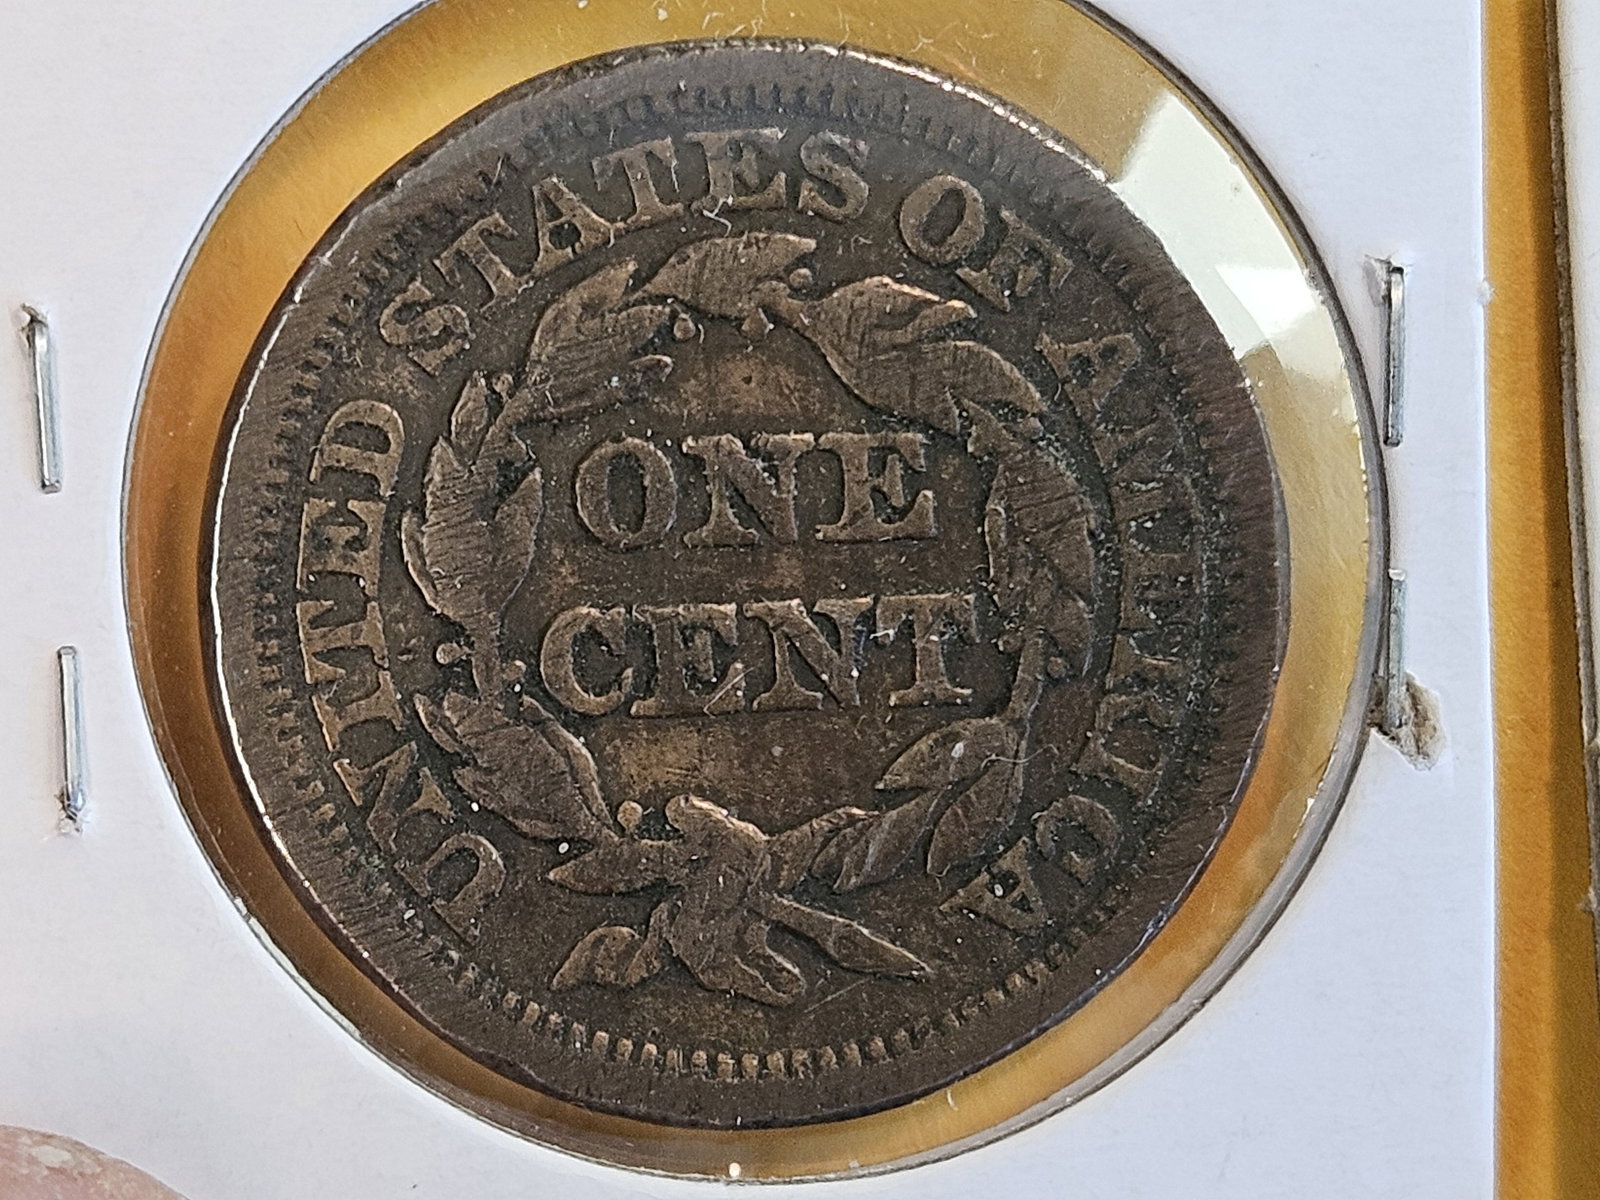 UNITED STATES OF AMERICA
ONE
CENT